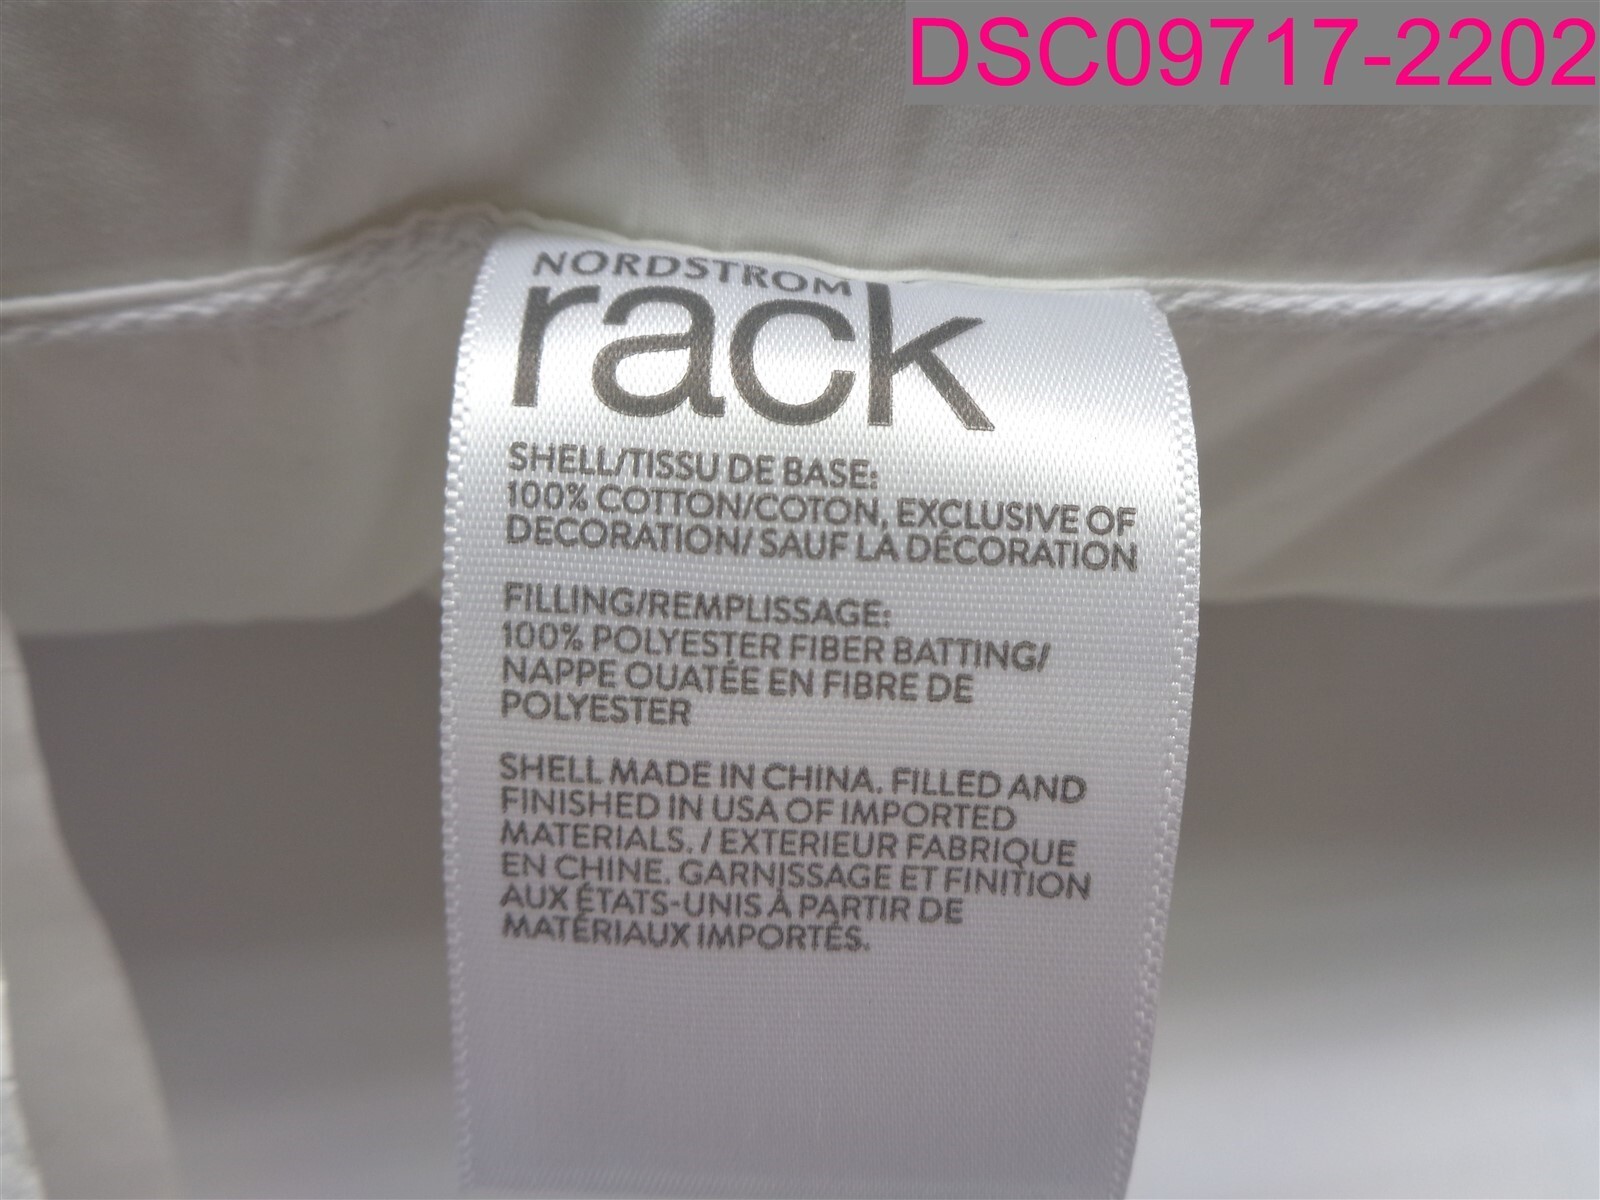 DSC09717-2202
NORDSTROM
rack
SHELL/TISSU DE BASE:
100% COTTON/COTON, EXCLUSIVE OF
DECORATION/ SAUF LA DÉCORATION
FILLING/REMPLISSAGE:
100% POLYESTER FIBER BATTING/
NAPPE OUATÉE EN FIBRE DE
POLYESTER
SHELL MADE IN CHINA. FILLED AND
FINISHED IN USA OF IMPORTED
MATERIALS. / EXTERIEUR FABRIQUE
EN CHINE. GARNISSAGE ET FINITION
AUX ÉTATS-UNIS À PARTIR DE
MATÉRIAUX IMPORTÉS.